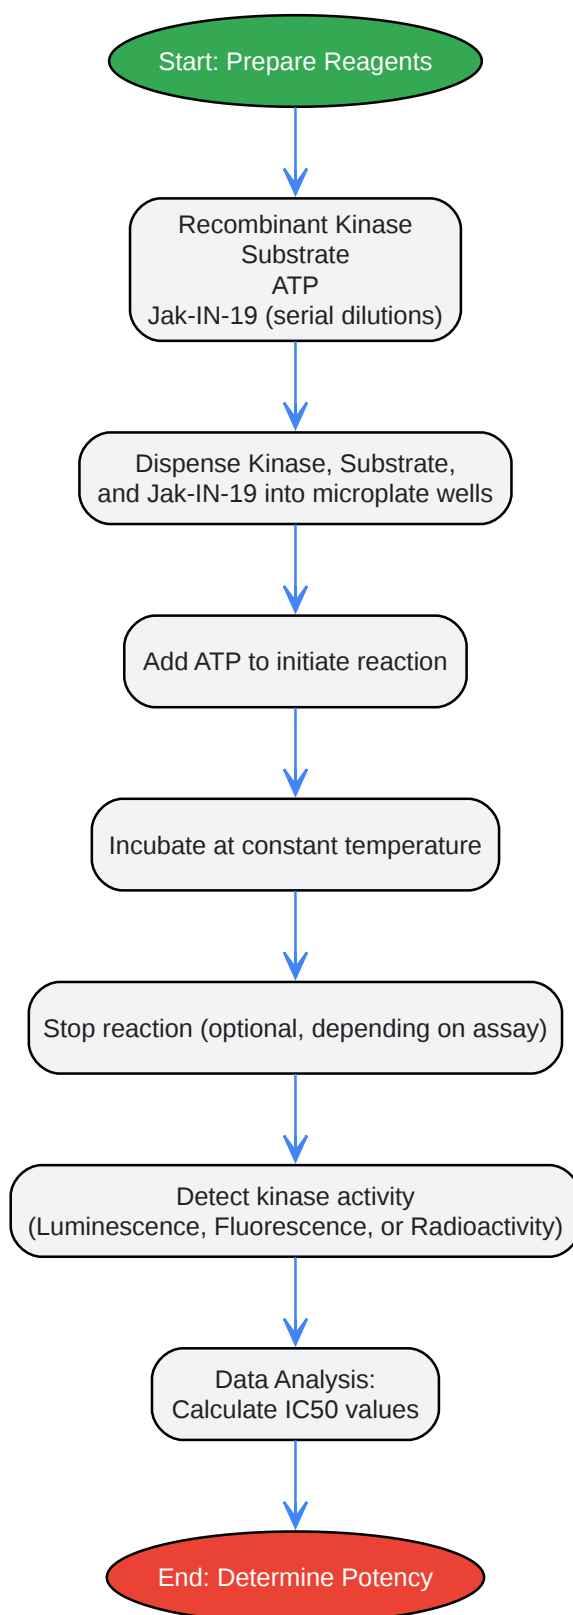 Start: Prepare Reagents
Recombinant Kinase
Substrate
ATP
Jak-IN-19 (serial dilutions)
Dispense Kinase, Substrate,
and Jak-IN-19 into microplate wells
Add ATP to initiate reaction
Incubate at constant temperature
Stop reaction (optional, depending on assay)
Detect kinase activity
(Luminescence, Fluorescence, or Radioactivity)
Data Analysis:
Calculate IC50 values
End: Determine Potency